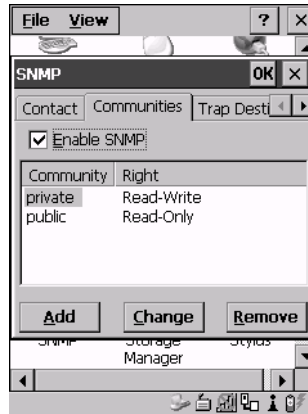 File View ? ×
SNMP OK ×
Contact Communities Trap Desti
Enable SNMP
Community Right
private Read-Write
public Read-Only
Add Change Remove
SNMP Storage Stylus
Manager